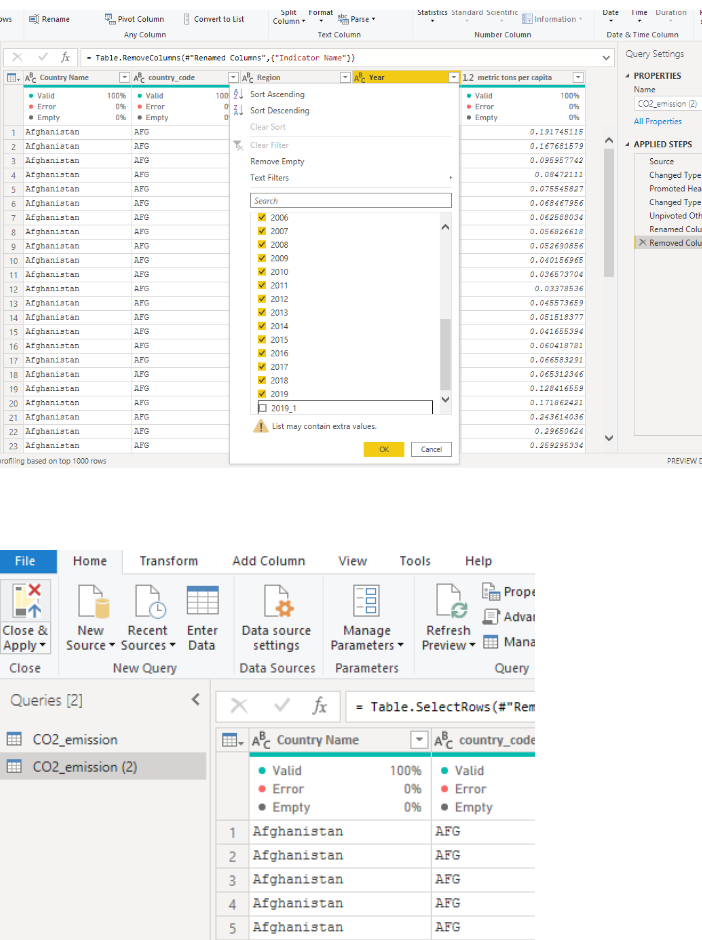 ows Rename Pivot Column Convert to List Split Column Format Parse Statistics Standard Scientific Information Date Time Duration
Any Column Text Column Number Column Date & Time Column
fx = Table.RemoveColumns(#"Renamed Columns",{"Indicator Name"})
Query Settings
ABC Country Name ABC country_code ABC Region ABC Year 1.2 metric tons per capita
Valid 100% Valid 100% Valid 100%
Error 0% Error 0% Error 0%
Empty 0% Empty 0% Empty 0%
1 Afghanistan AFG 0.191745115
2 Afghanistan AFG 0.167681579
3 Afghanistan AFG 0.095957742
4 Afghanistan AFG 0.08472111
5 Afghanistan AFG 0.075545827
6 Afghanistan AFG 0.068467956
7 Afghanistan AFG 0.062588034
8 Afghanistan AFG 0.056826618
9 Afghanistan AFG 0.052690856
10 Afghanistan AFG 0.040156965
11 Afghanistan AFG 0.036573704
12 Afghanistan AFG 0.03378536
13 Afghanistan AFG 0.045573659
14 Afghanistan AFG 0.051518377
15 Afghanistan AFG 0.041655394
16 Afghanistan AFG 0.060418781
17 Afghanistan AFG 0.066583291
18 Afghanistan AFG 0.065312346
19 Afghanistan AFG 0.128416559
20 Afghanistan AFG 0.171862421
21 Afghanistan AFG 0.243614036
22 Afghanistan AFG 0.29650624
23 Afghanistan AFG 0.259295334
Sort Ascending
Sort Descending
Clear Sort
Clear Filter
Remove Empty
Text Filters
Search
2006
2007
2008
2009
2010
2011
2012
2013
2014
2015
2016
2017
2018
2019
2019_1
List may contain extra values.
OK Cancel
PROPERTIES
Name
CO2_emission (2)
All Properties
APPLIED STEPS
Source
Changed Type
Promoted Hea
Changed Type
Unpivoted Oth
Renamed Colu
Removed Colu
rofiling based on top 1000 rows PREVIEW D
File Home Transform Add Column View Tools Help
Close & Apply New Source Recent Sources Enter Data Data source settings Manage Parameters Refresh Preview Prope
Advan
Mana
Close New Query Data Sources Parameters Query
Queries [2]
CO2_emission
CO2_emission (2)
fx = Table.SelectRows(#"Rem
ABC Country Name ABC country_code
Valid 100% Valid
Error 0% Error
Empty 0% Empty
1 Afghanistan AFG
2 Afghanistan AFG
3 Afghanistan AFG
4 Afghanistan AFG
5 Afghanistan AFG